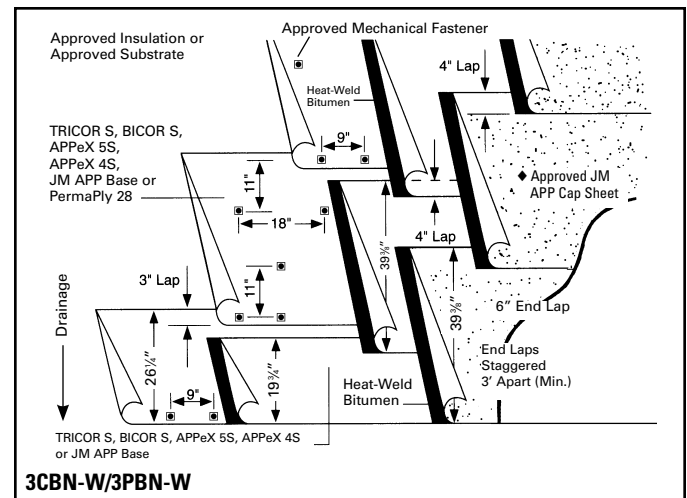 Approved Insulation or
Approved Substrate
Approved Mechanical Fastener
Heat-Weld
Bitumen
4" Lap
TRICOR S, BICOR S,
APPeX 5S,
APPeX 4S,
JM APP Base or
PermaPly 28
9"
11"
18"
◆ Approved JM
APP Cap Sheet
4" Lap
39⅜"
3" Lap
11"
39⅜"
6" End Lap
Drainage
26¼"
9"
19¾"
End Laps
Staggered
3' Apart (Min.)
Heat-Weld
Bitumen
TRICOR S, BICOR S, APPeX 5S, APPeX 4S
or JM APP Base
3CBN-W/3PBN-W